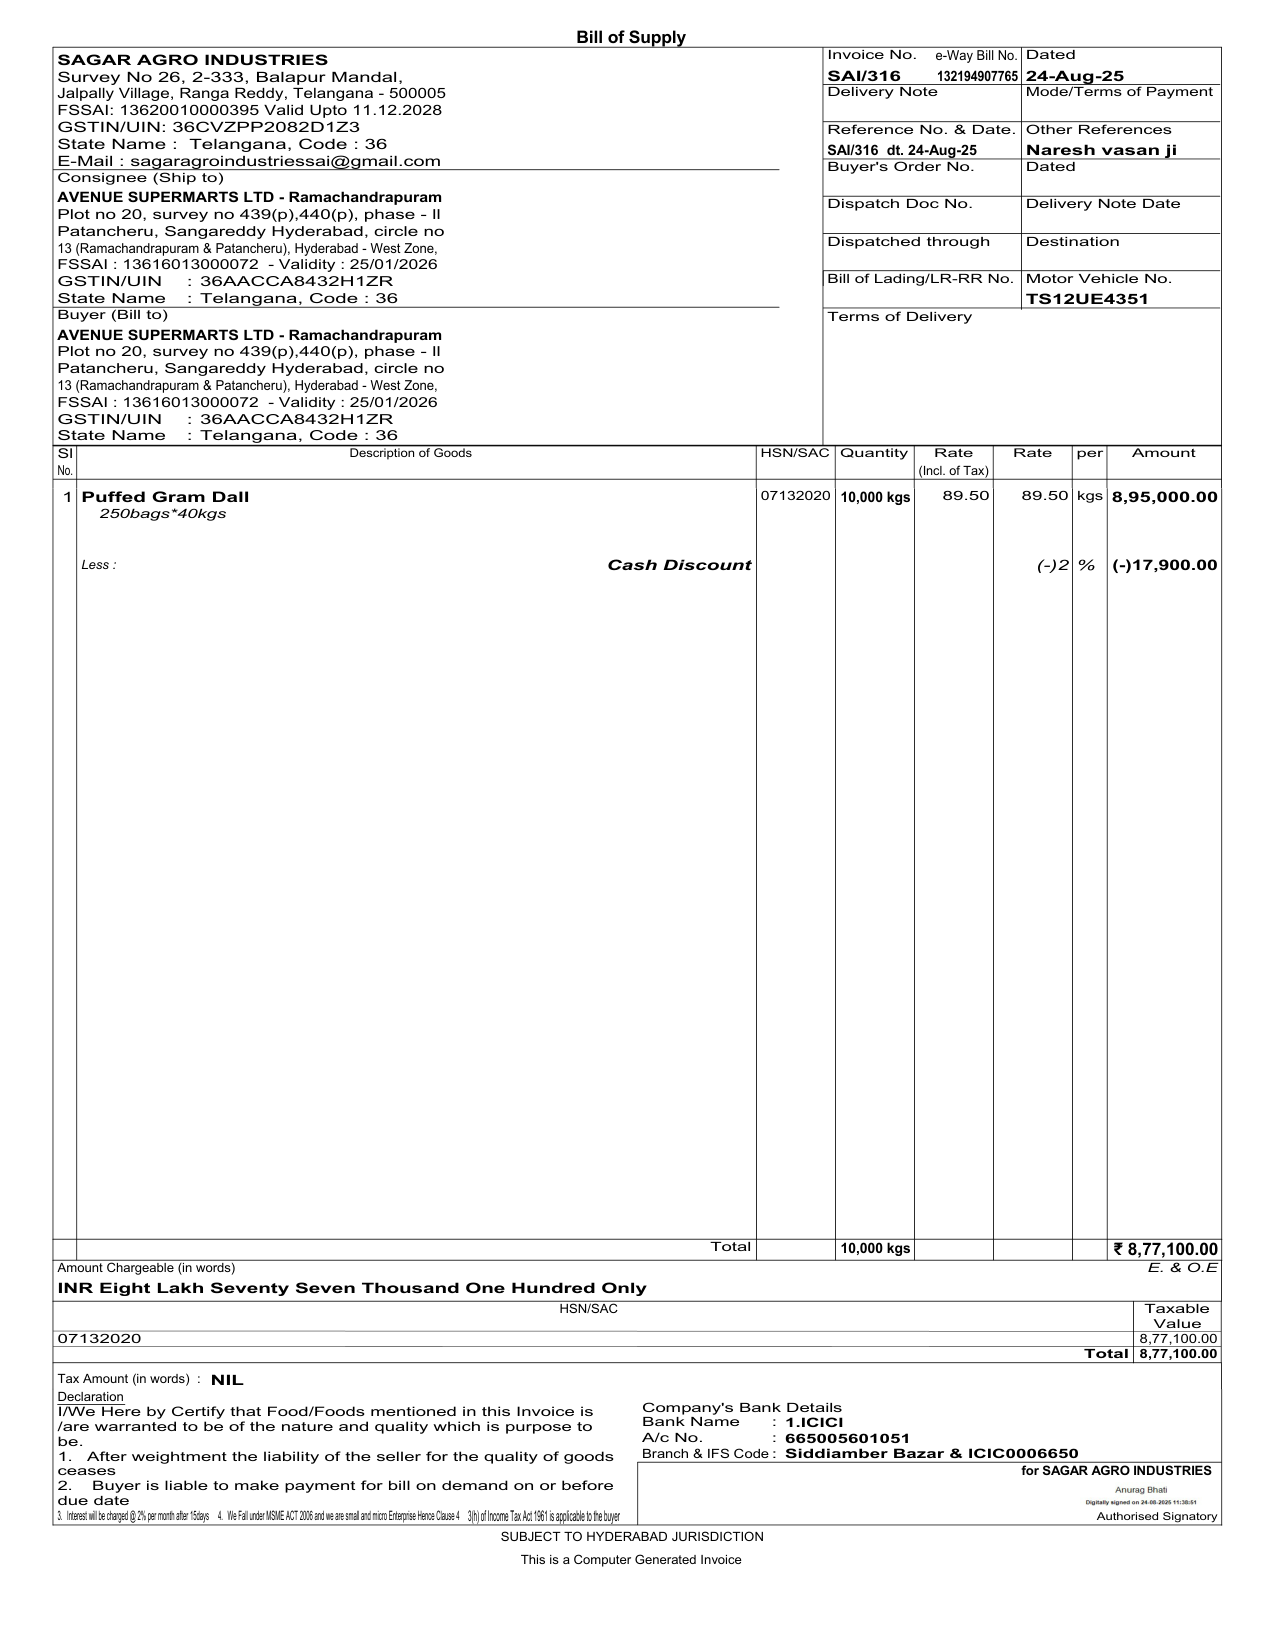 Bill of Supply
SAGAR AGRO INDUSTRIES
Survey No 26, 2-333, Balapur Mandal,
Jalpally Village, Ranga Reddy, Telangana - 500005
FSSAI: 13620010000395 Valid Upto 11.12.2028
GSTIN/UIN: 36CVZPP2082D1Z3
State Name : Telangana, Code : 36
E-Mail : sagaragroindustriessai@gmail.com
Invoice No. e-Way Bill No. Dated
SAI/316 132194907765 24-Aug-25
Delivery Note Mode/Terms of Payment
Reference No. & Date. Other References
SAI/316 dt. 24-Aug-25 Naresh vasan ji
Buyer's Order No. Dated
Dispatch Doc No. Delivery Note Date
Dispatched through Destination
Bill of Lading/LR-RR No. Motor Vehicle No.
TS12UE4351
Terms of Delivery
Consignee (Ship to)
AVENUE SUPERMARTS LTD - Ramachandrapuram
Plot no 20, survey no 439(p),440(p), phase - II
Patancheru, Sangareddy Hyderabad, circle no
13 (Ramachandrapuram & Patancheru), Hyderabad - West Zone,
FSSAI : 13616013000072 - Validity : 25/01/2026
GSTIN/UIN : 36AACCA8432H1ZR
State Name : Telangana, Code : 36
Buyer (Bill to)
AVENUE SUPERMARTS LTD - Ramachandrapuram
Plot no 20, survey no 439(p),440(p), phase - II
Patancheru, Sangareddy Hyderabad, circle no
13 (Ramachandrapuram & Patancheru), Hyderabad - West Zone,
FSSAI : 13616013000072 - Validity : 25/01/2026
GSTIN/UIN : 36AACCA8432H1ZR
State Name : Telangana, Code : 36
Sl Description of Goods HSN/SAC Quantity Rate Rate per Amount
No. (Incl. of Tax)
1 Puffed Gram Dall 07132020 10,000 kgs 89.50 89.50 kgs 8,95,000.00
250bags*40kgs
Less : Cash Discount (-)2 % (-)17,900.00
Total 10,000 kgs ₹ 8,77,100.00
Amount Chargeable (in words) E. & O.E
INR Eight Lakh Seventy Seven Thousand One Hundred Only
HSN/SAC Taxable
Value
07132020 8,77,100.00
Total 8,77,100.00
Tax Amount (in words) : NIL
Declaration
I/We Here by Certify that Food/Foods mentioned in this Invoice is
/are warranted to be of the nature and quality which is purpose to
be.
1. After weightment the liability of the seller for the quality of goods
ceases
2. Buyer is liable to make payment for bill on demand on or before
due date
3. Interest will be charged @ 2% per month after 15days 4. We Fall under MSME ACT 2006 and we are small and micro Enterprise Hence Clause 4 3(h) of Income Tax Act 1961 is applicable to the buyer
Company's Bank Details
Bank Name : 1.ICICI
A/c No. : 665005601051
Branch & IFS Code : Siddiamber Bazar & ICIC0006650
for SAGAR AGRO INDUSTRIES
Anurag Bhati
Digitally signed on 24-08-2025 11:38:51
Authorised Signatory
SUBJECT TO HYDERABAD JURISDICTION
This is a Computer Generated Invoice